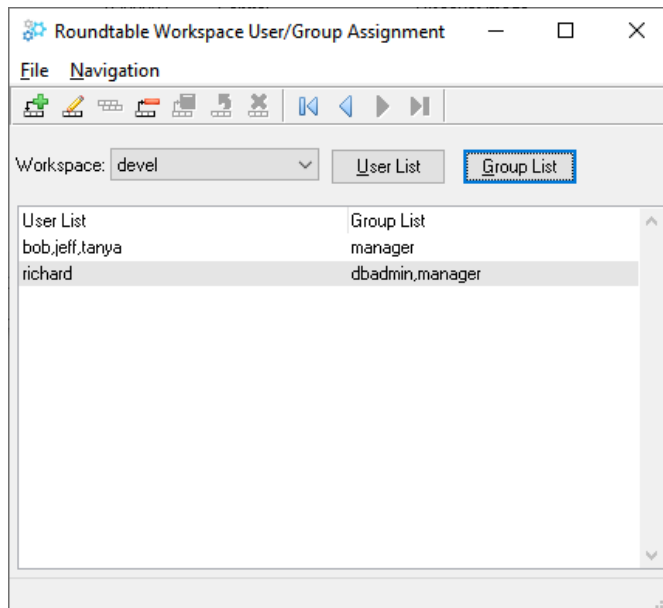 Roundtable Workspace User/Group Assignment
File Navigation
Workspace: devel User List Group List
User List Group List
bob,jeff,tanya manager
richard dbadmin,manager